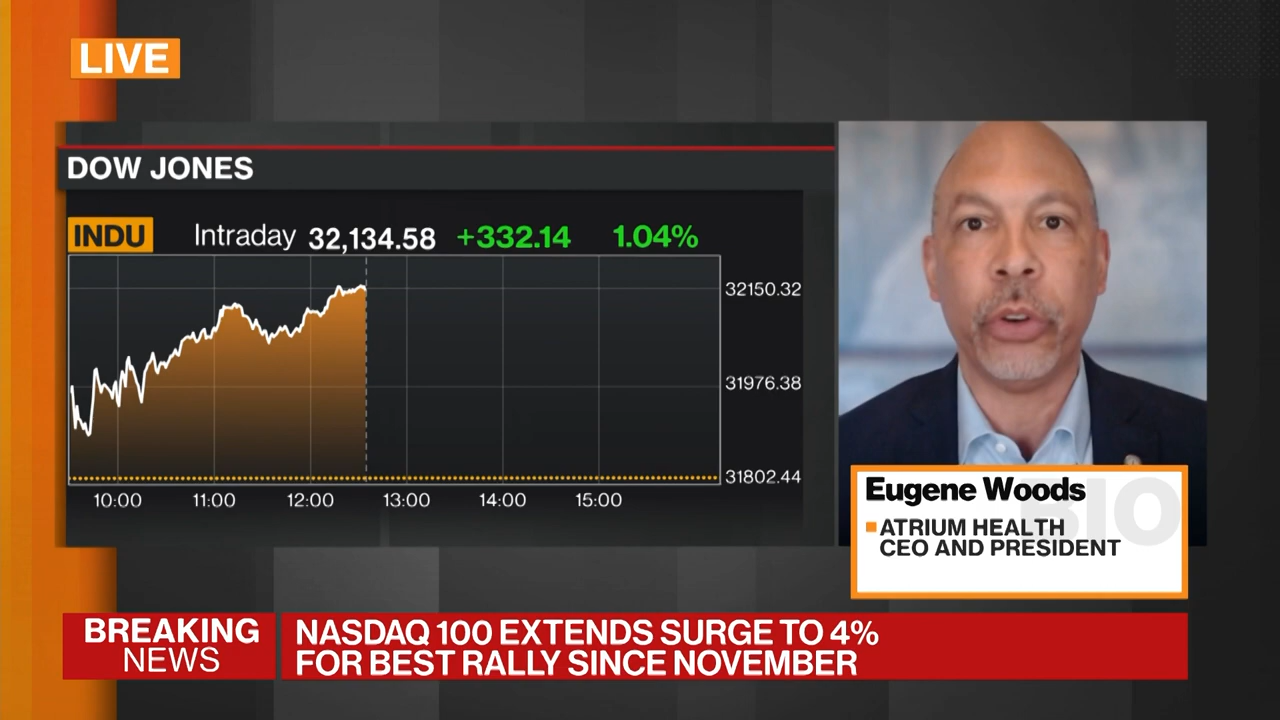 LIVE
DOW JONES
INDU Intraday 32,134.58 +332.14 1.04%
32150.32
31976.38
31802.44
10:00 11:00 12:00 13:00 14:00 15:00
BIO
Eugene Woods
ATRIUM HEALTH
CEO AND PRESIDENT
BREAKING
NEWS
NASDAQ 100 EXTENDS SURGE TO 4%
FOR BEST RALLY SINCE NOVEMBER